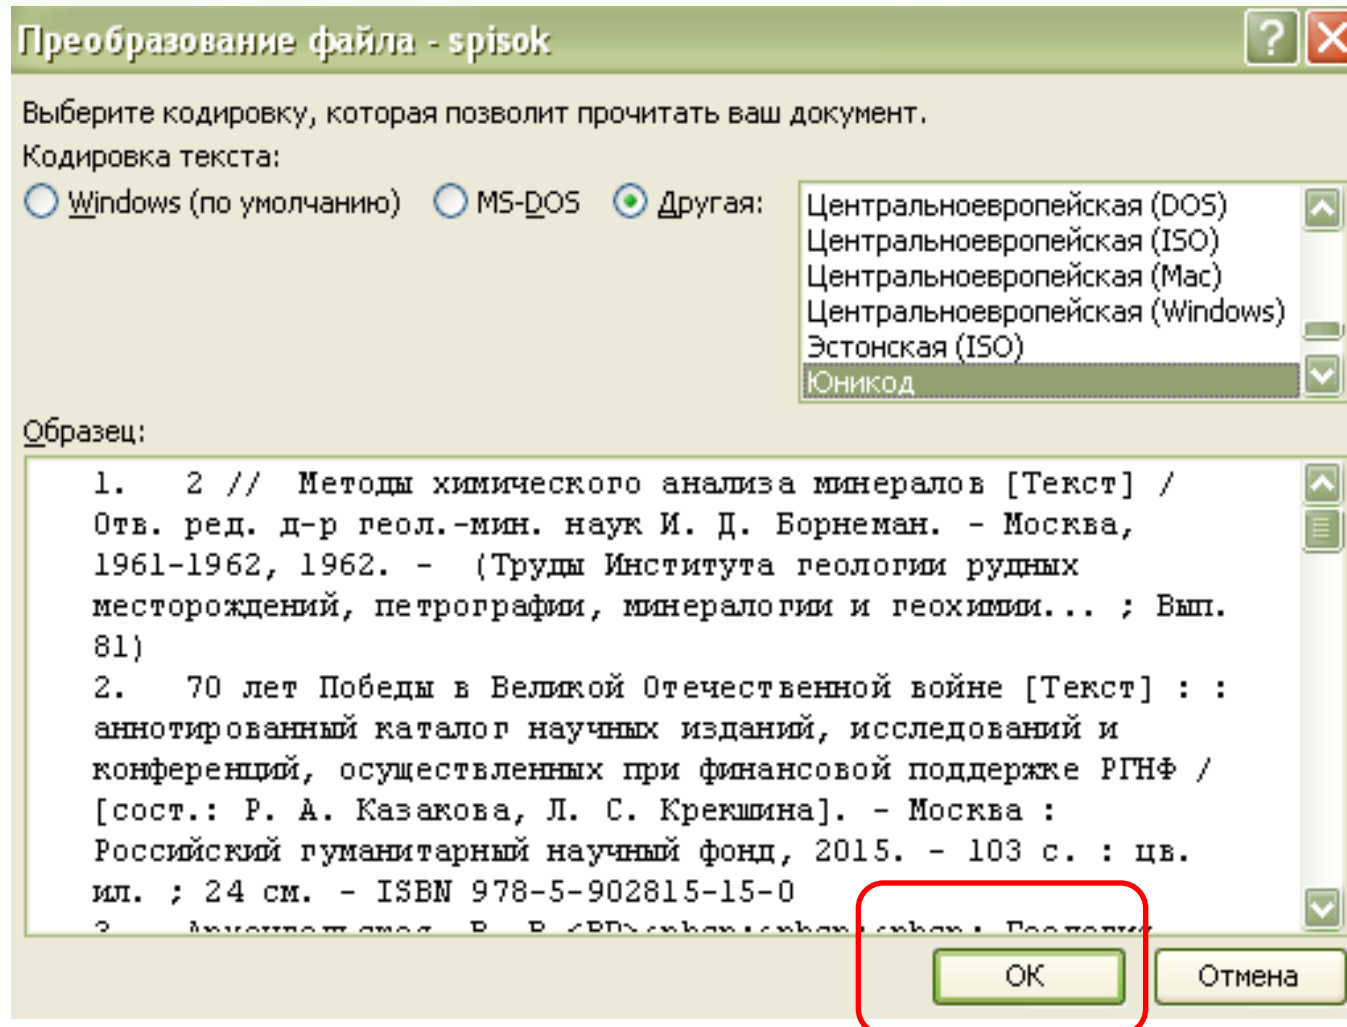 Преобразование файла - spisok
Выберите кодировку, которая позволит прочитать ваш документ.
Кодировка текста:
Windows (по умолчанию) MS-DOS Другая:
Центральноевропейская (DOS)
Центральноевропейская (ISO)
Центральноевропейская (Mac)
Центральноевропейская (Windows)
Эстонская (ISO)
Юникод
Образец:
1. 2 // Методы химического анализа минералов [Текст] /
Отв. ред. д-р геол.-мин. наук И. Д. Борнеман. - Москва,
1961-1962, 1962. - (Труды Института геологии рудных
месторождений, петрографии, минералогии и геохимии... ; Вып.
81)
2. 70 лет Победы в Великой Отечественной войне [Текст] : :
аннотированный каталог научных изданий, исследований и
конференций, осуществленных при финансовой поддержке РГНФ /
[сост.: Р. А. Казакова, Л. С. Крекшина]. - Москва :
Российский гуманитарный научный фонд, 2015. - 103 с. : цв.
ил. ; 24 см. - ISBN 978-5-902815-15-0
ОК Отмена